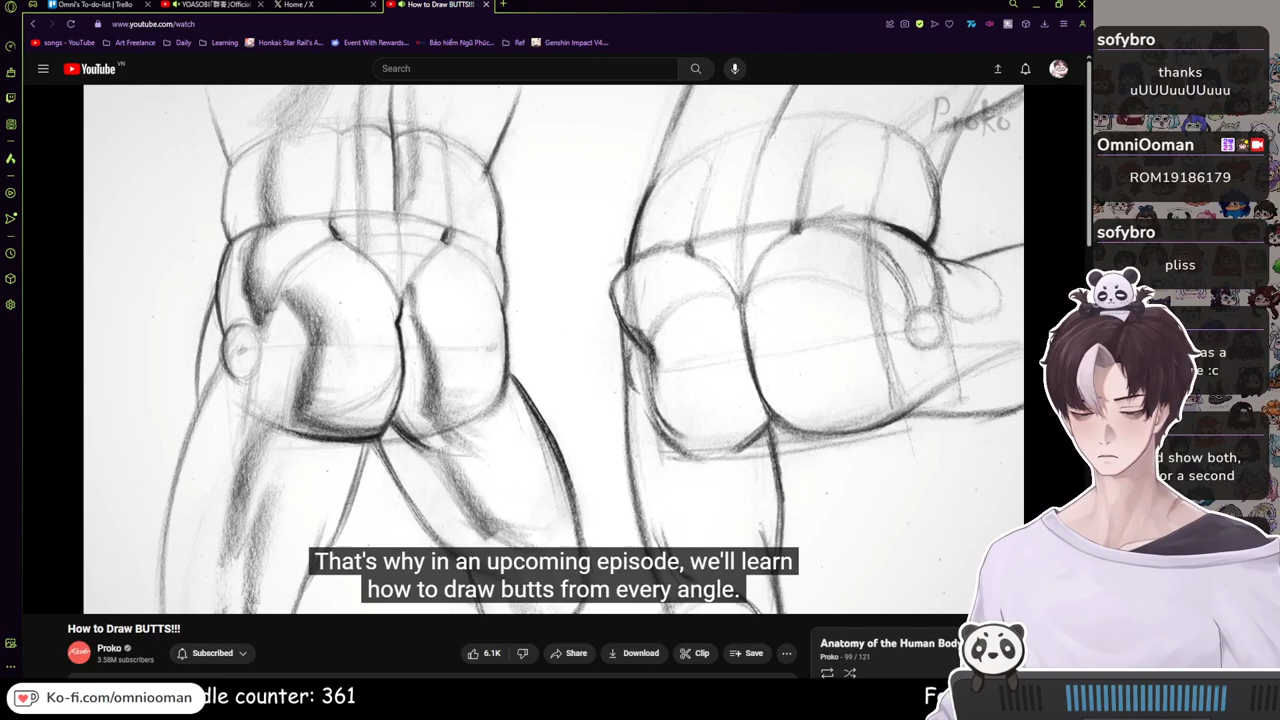 Omni's To-do-list | Trello
YOASOBI「群青」Official
Home / X
How to Draw BUTTS!!!
www.youtube.com/watch
songs - YouTube
Art Freelance
Daily
Learning
Honkai: Star Rail's A...
Event With Rewards...
Bảo hiểm Ngũ Phúc...
Ref
Genshin Impact V4...
YouTube VN
Search
Proko
That's why in an upcoming episode, we'll learn
how to draw butts from every angle.
How to Draw BUTTS!!!
Proko
3.58M subscribers
Subscribed
6.1K
Share
Download
Clip
Save
Anatomy of the Human Body
Proko - 99 / 121
Ko-fi.com/omniooman
dle counter: 361
sofybro
thanks
uUUUuuUUuuu
OmniOoman
ROM19186179
sofybro
pliss
as a
e :c
d show both,
or a second